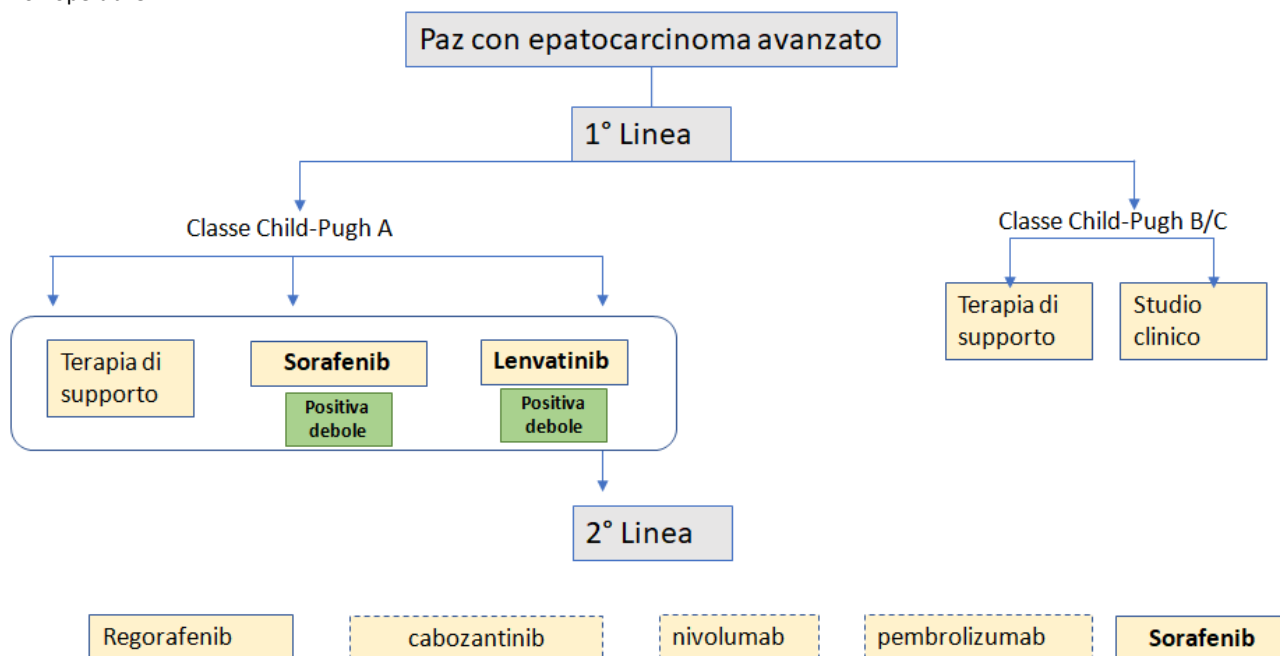 Paz con epatocarcinoma avanzato
1° Linea
Classe Child-Pugh A
Classe Child-Pugh B/C
Terapia di
supporto
Sorafenib
Positiva
debole
Lenvatinib
Positiva
debole
Terapia di
supporto
Studio
clinico
2° Linea
Regorafenib
cabozantinib
nivolumab
pembrolizumab
Sorafenib